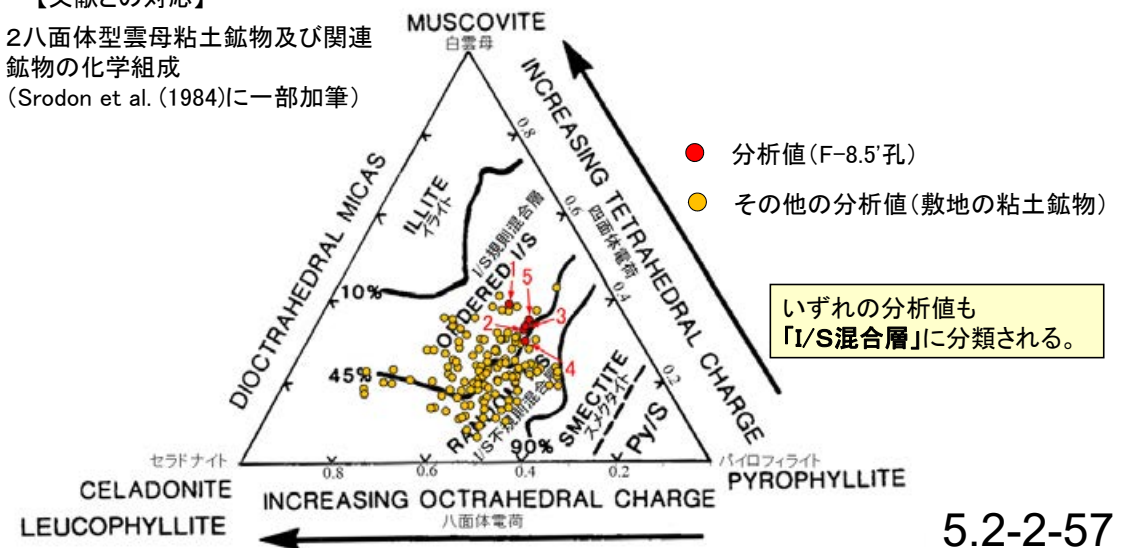 【文献との対応】
2八面体型雲母粘土鉱物及び関連
鉱物の化学組成
(Srodon et al. (1984)に一部加筆)
MUSCOVITE
白雲母
INCREASING TETRAHEDRAL CHARGE
四面体電荷
DIOCTRAHEDRAL MICAS
0.8
0.6
0.4
0.2
ILLITE
イライト
I/S規則混合層
ORDERED I/S
10%
45%
90%
1
5
2
3
4
I/S不規則混合層
SMECTITE
スメクタイト
Py/S
分析値(F-8.5'孔)
その他の分析値(敷地の粘土鉱物)
いずれの分析値も
「I/S混合層」に分類される。
セラドナイト
CELADONITE
LEUCOPHYLLITE
0.8
0.6
0.4
0.2
パイロフィライト
PYROPHYLLITE
INCREASING OCTRAHEDRAL CHARGE
八面体電荷
5.2-2-57